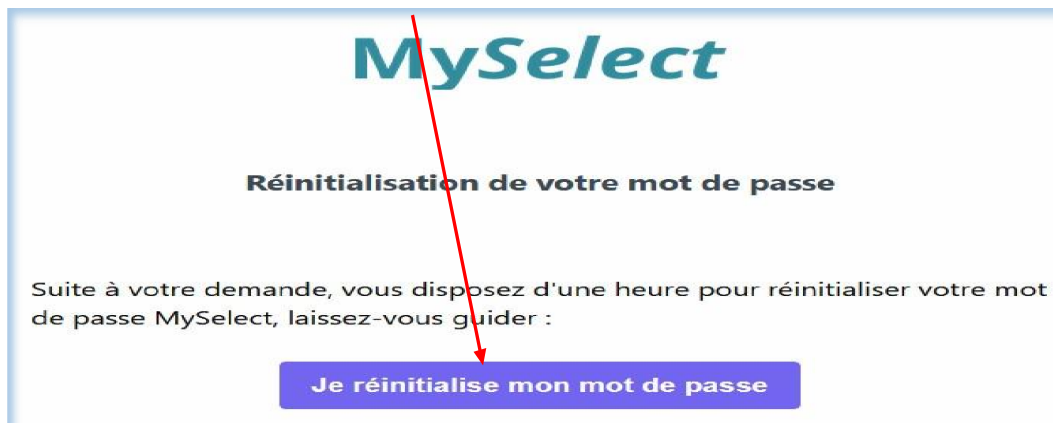 MySelect
Réinitialisation de votre mot de passe
Suite à votre demande, vous disposez d'une heure pour réinitialiser votre mot
de passe MySelect, laissez-vous guider :
Je réinitialise mon mot de passe